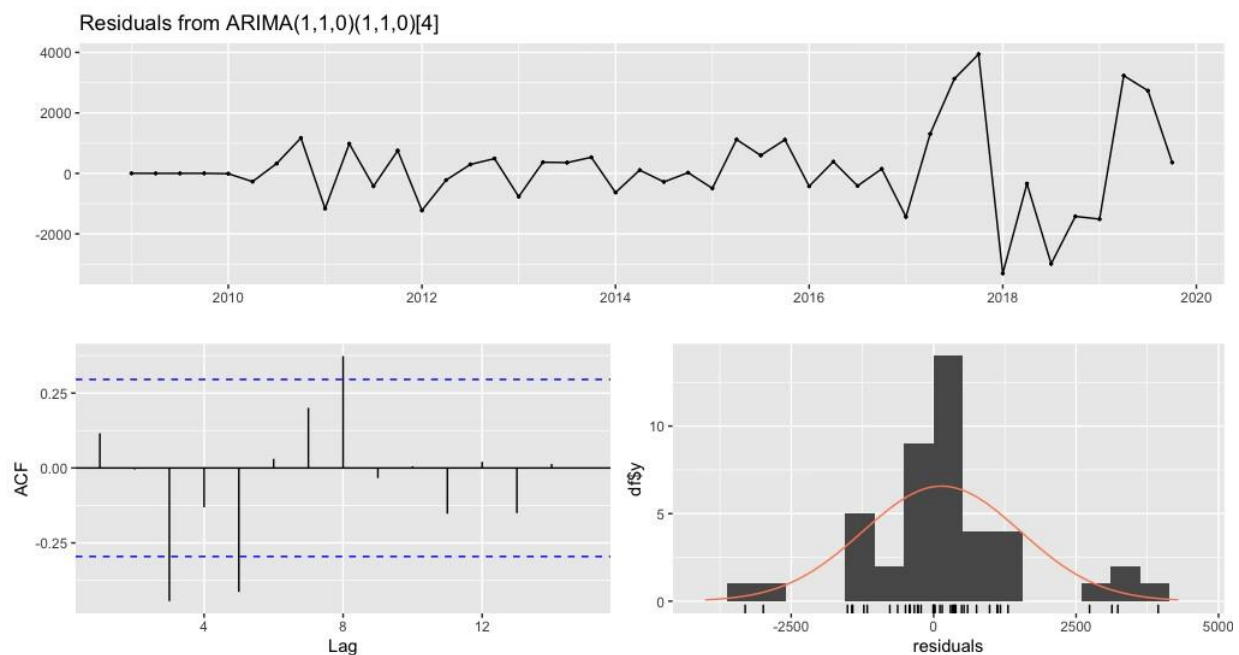 Residuals from ARIMA(1,1,0)(1,1,0)[4]
4000
2000
0
-2000
2010 2012 2014 2016 2018 2020
ACF
0.25
0.00
-0.25
4 8 12
Lag
df$y
10
5
0
-2500 0 2500 5000
residuals